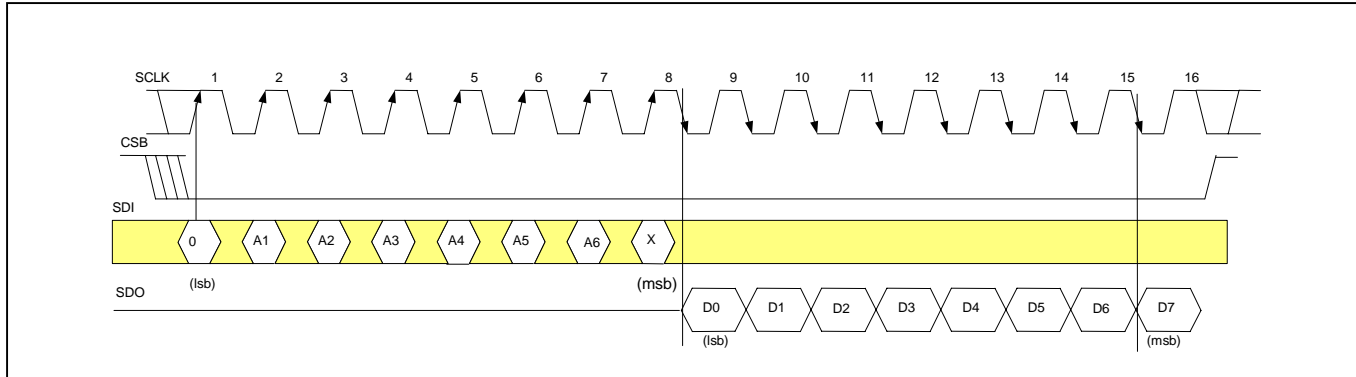 SCLK 1 2 3 4 5 6 7 8 9 10 11 12 13 14 15 16
CSB
SDI
0 A1 A2 A3 A4 A5 A6 X
(lsb) (msb)
SDO
D0 D1 D2 D3 D4 D5 D6 D7
(lsb) (msb)